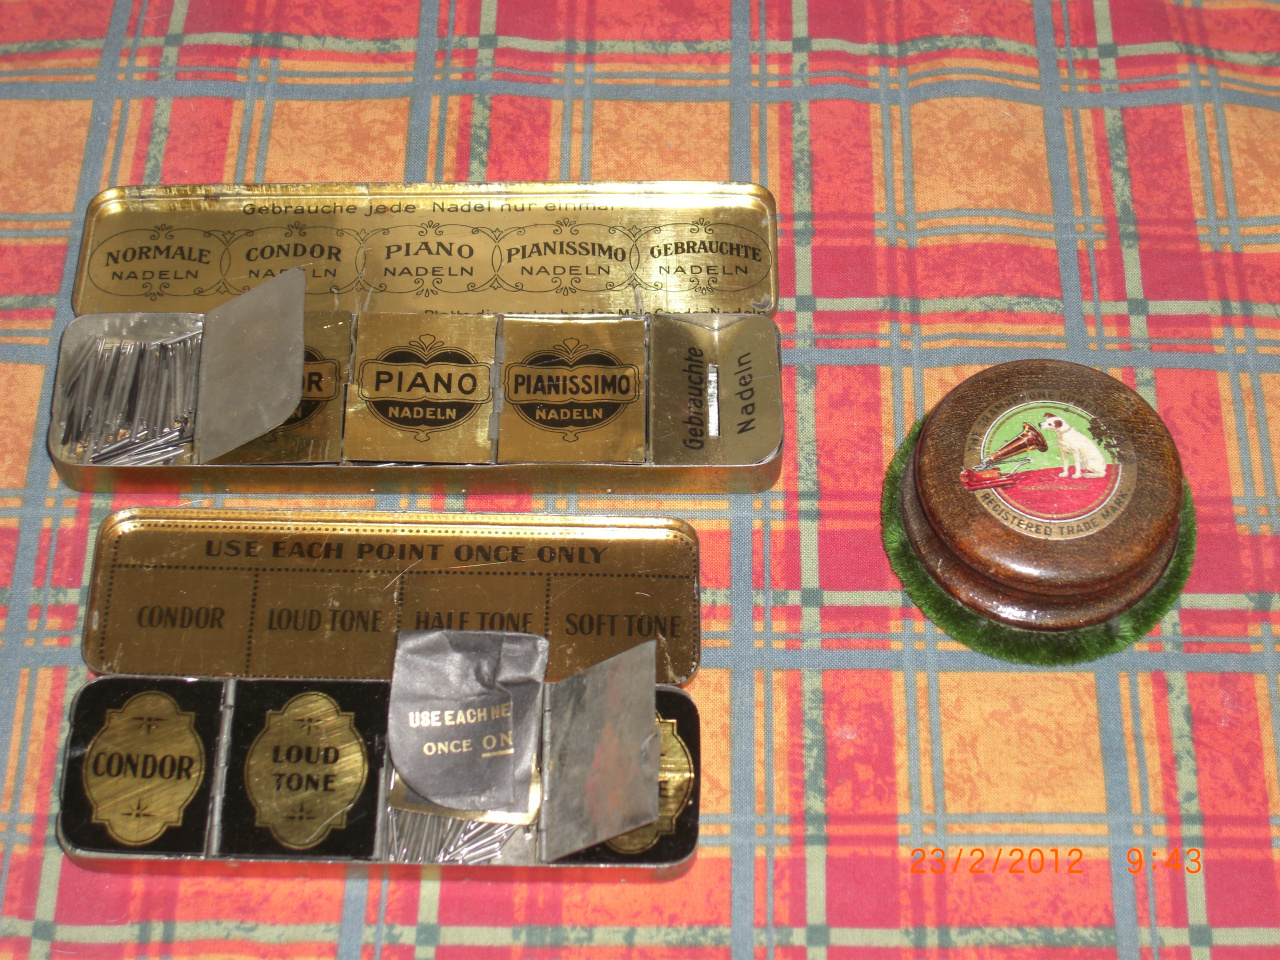 Gebrauche jede Nadel nur einmal
NORMALE
NADELN
CONDOR
NADELN
PIANO
NADELN
PIANISSIMO
NADELN
GEBRAUCHTE
NADELN
OR
N
PIANO
NADELN
PIANISSIMO
NADELN
Gebrauchte
Nadeln
USE EACH POINT ONCE ONLY
CONDOR
LOUD TONE
HALF TONE
SOFT TONE
CONDOR
LOUD
TONE
USE EACH NE
ONCE ON
E
REGISTERED TRADE MARK
23/2/2012 9:43